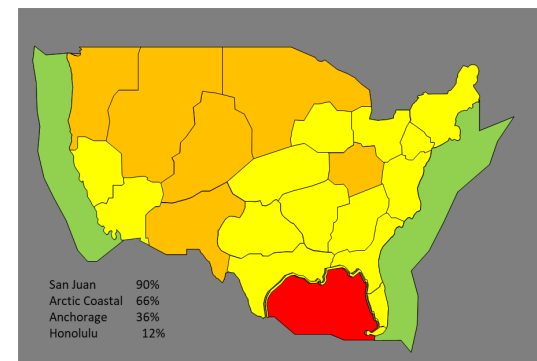 San Juan 90%
Arctic Coastal 66%
Anchorage 36%
Honolulu 12%